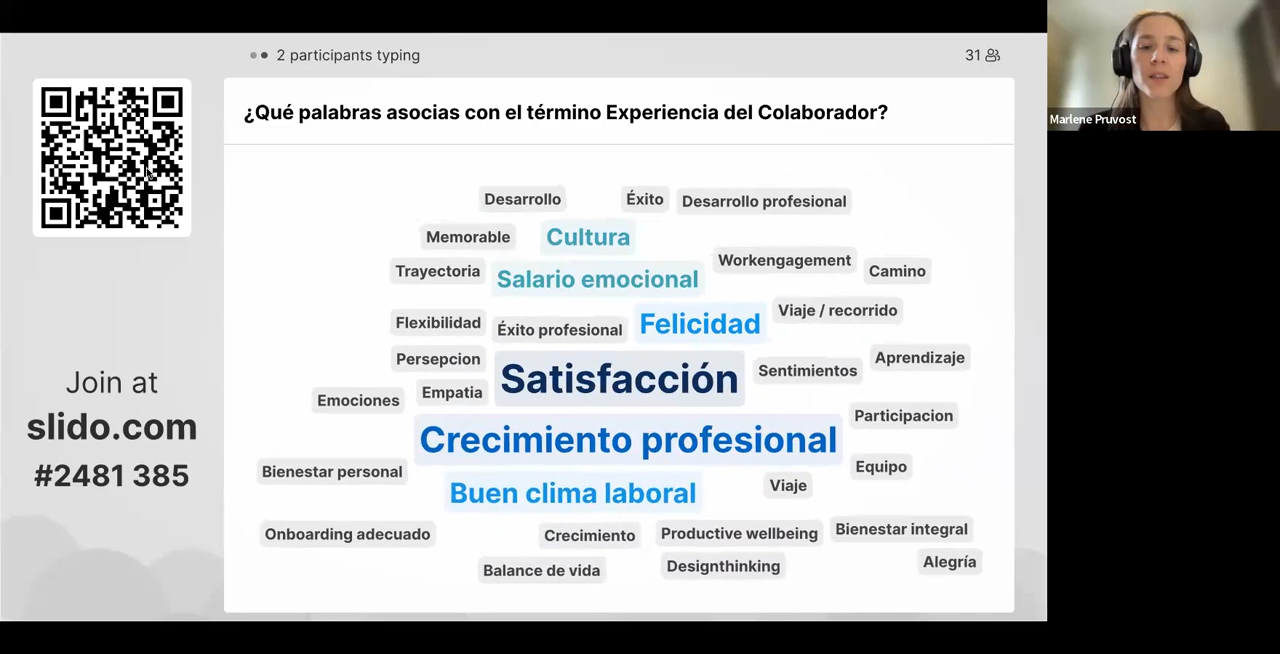 2 participants typing
31
¿Qué palabras asocias con el término Experiencia del Colaborador?
Marlene Pruvost
Desarrollo
Éxito
Desarrollo profesional
Memorable
Cultura
Trayectoria
Salario emocional
Workengagement
Camino
Flexibilidad
Éxito profesional
Felicidad
Viaje / recorrido
Persepcion
Satisfacción
Sentimientos
Aprendizaje
Emociones
Empatia
Crecimiento profesional
Participacion
Bienestar personal
Buen clima laboral
Viaje
Equipo
Onboarding adecuado
Crecimiento
Productive wellbeing
Bienestar integral
Balance de vida
Designthinking
Alegría
Join at
slido.com
#2481 385